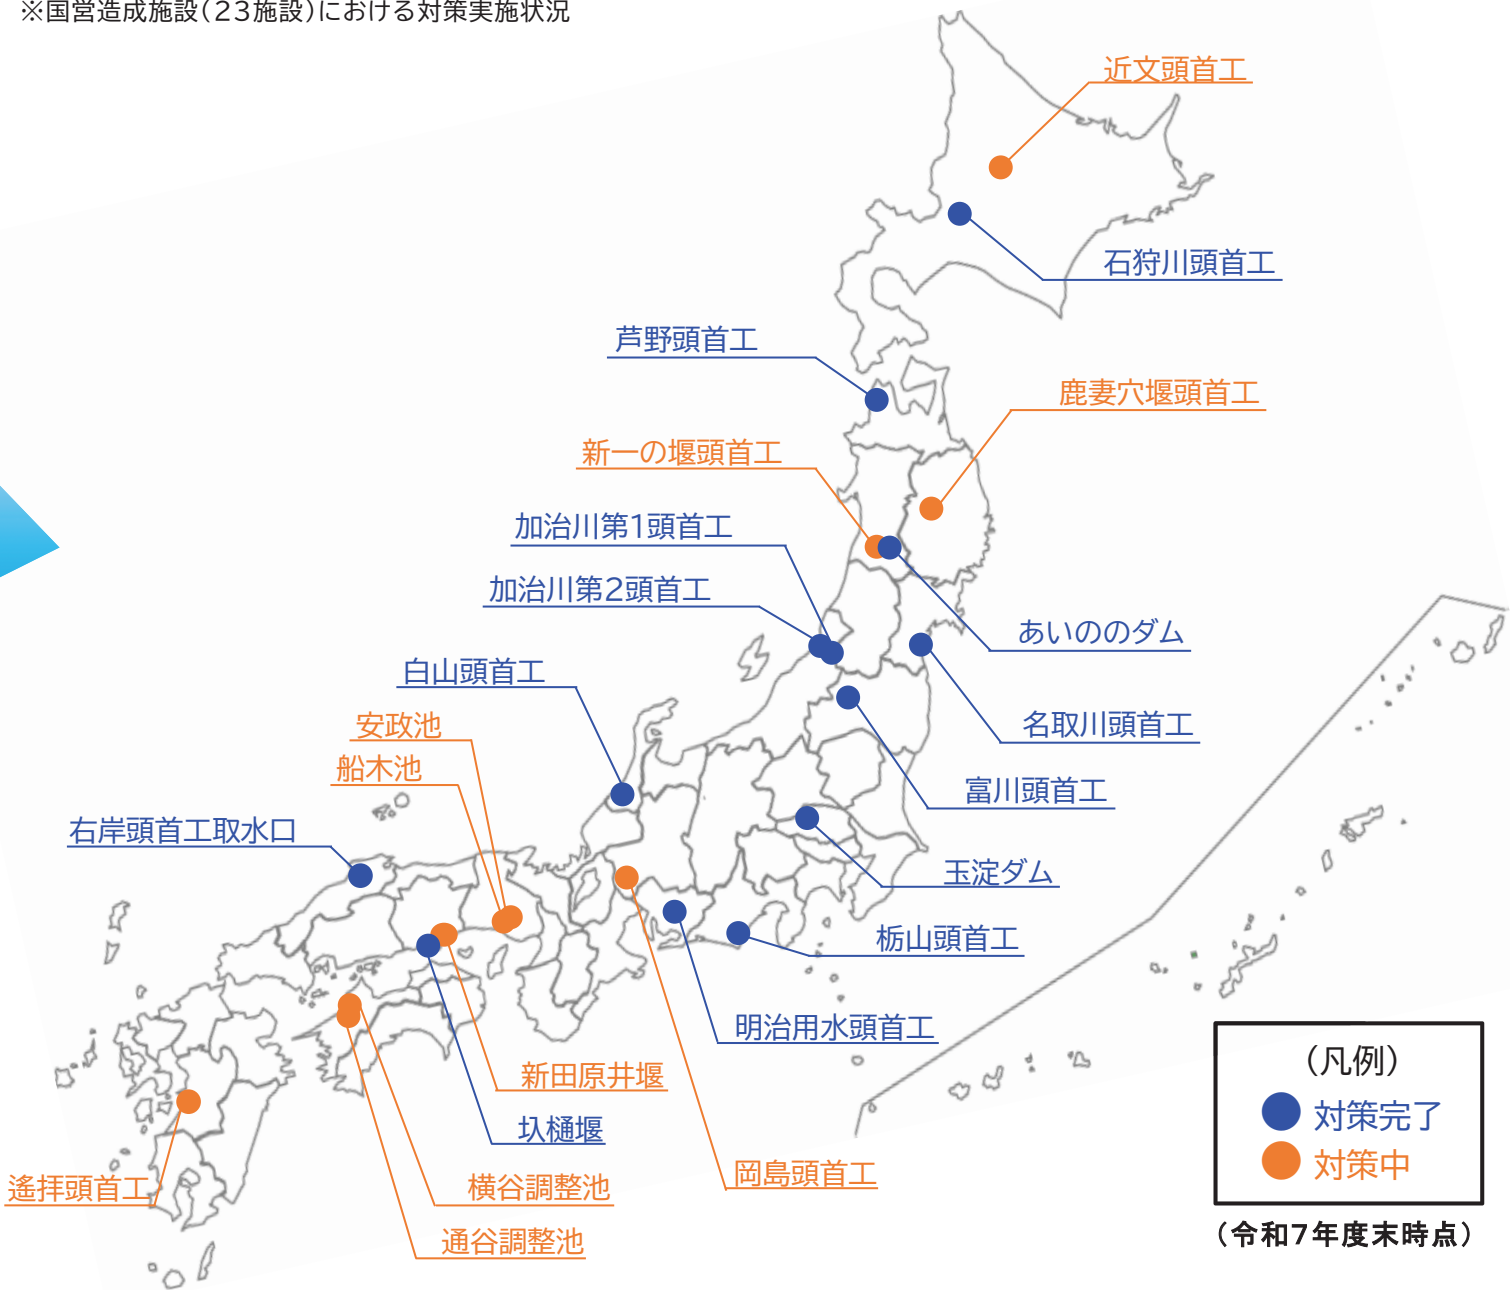 ※国営造成施設(23施設)における対策実施状況
近文頭首工
石狩川頭首工
芦野頭首工
鹿妻穴堰頭首工
新一の堰頭首工
加治川第1頭首工
加治川第2頭首工
あいののダム
白山頭首工
名取川頭首工
安政池
船木池
富川頭首工
右岸頭首工取水口
玉淀ダム
栃山頭首工
明治用水頭首工
新田原井堰
圦樋堰
岡島頭首工
遙拝頭首工
横谷調整池
通谷調整池
(凡例)
対策完了
対策中
(令和7年度末時点)